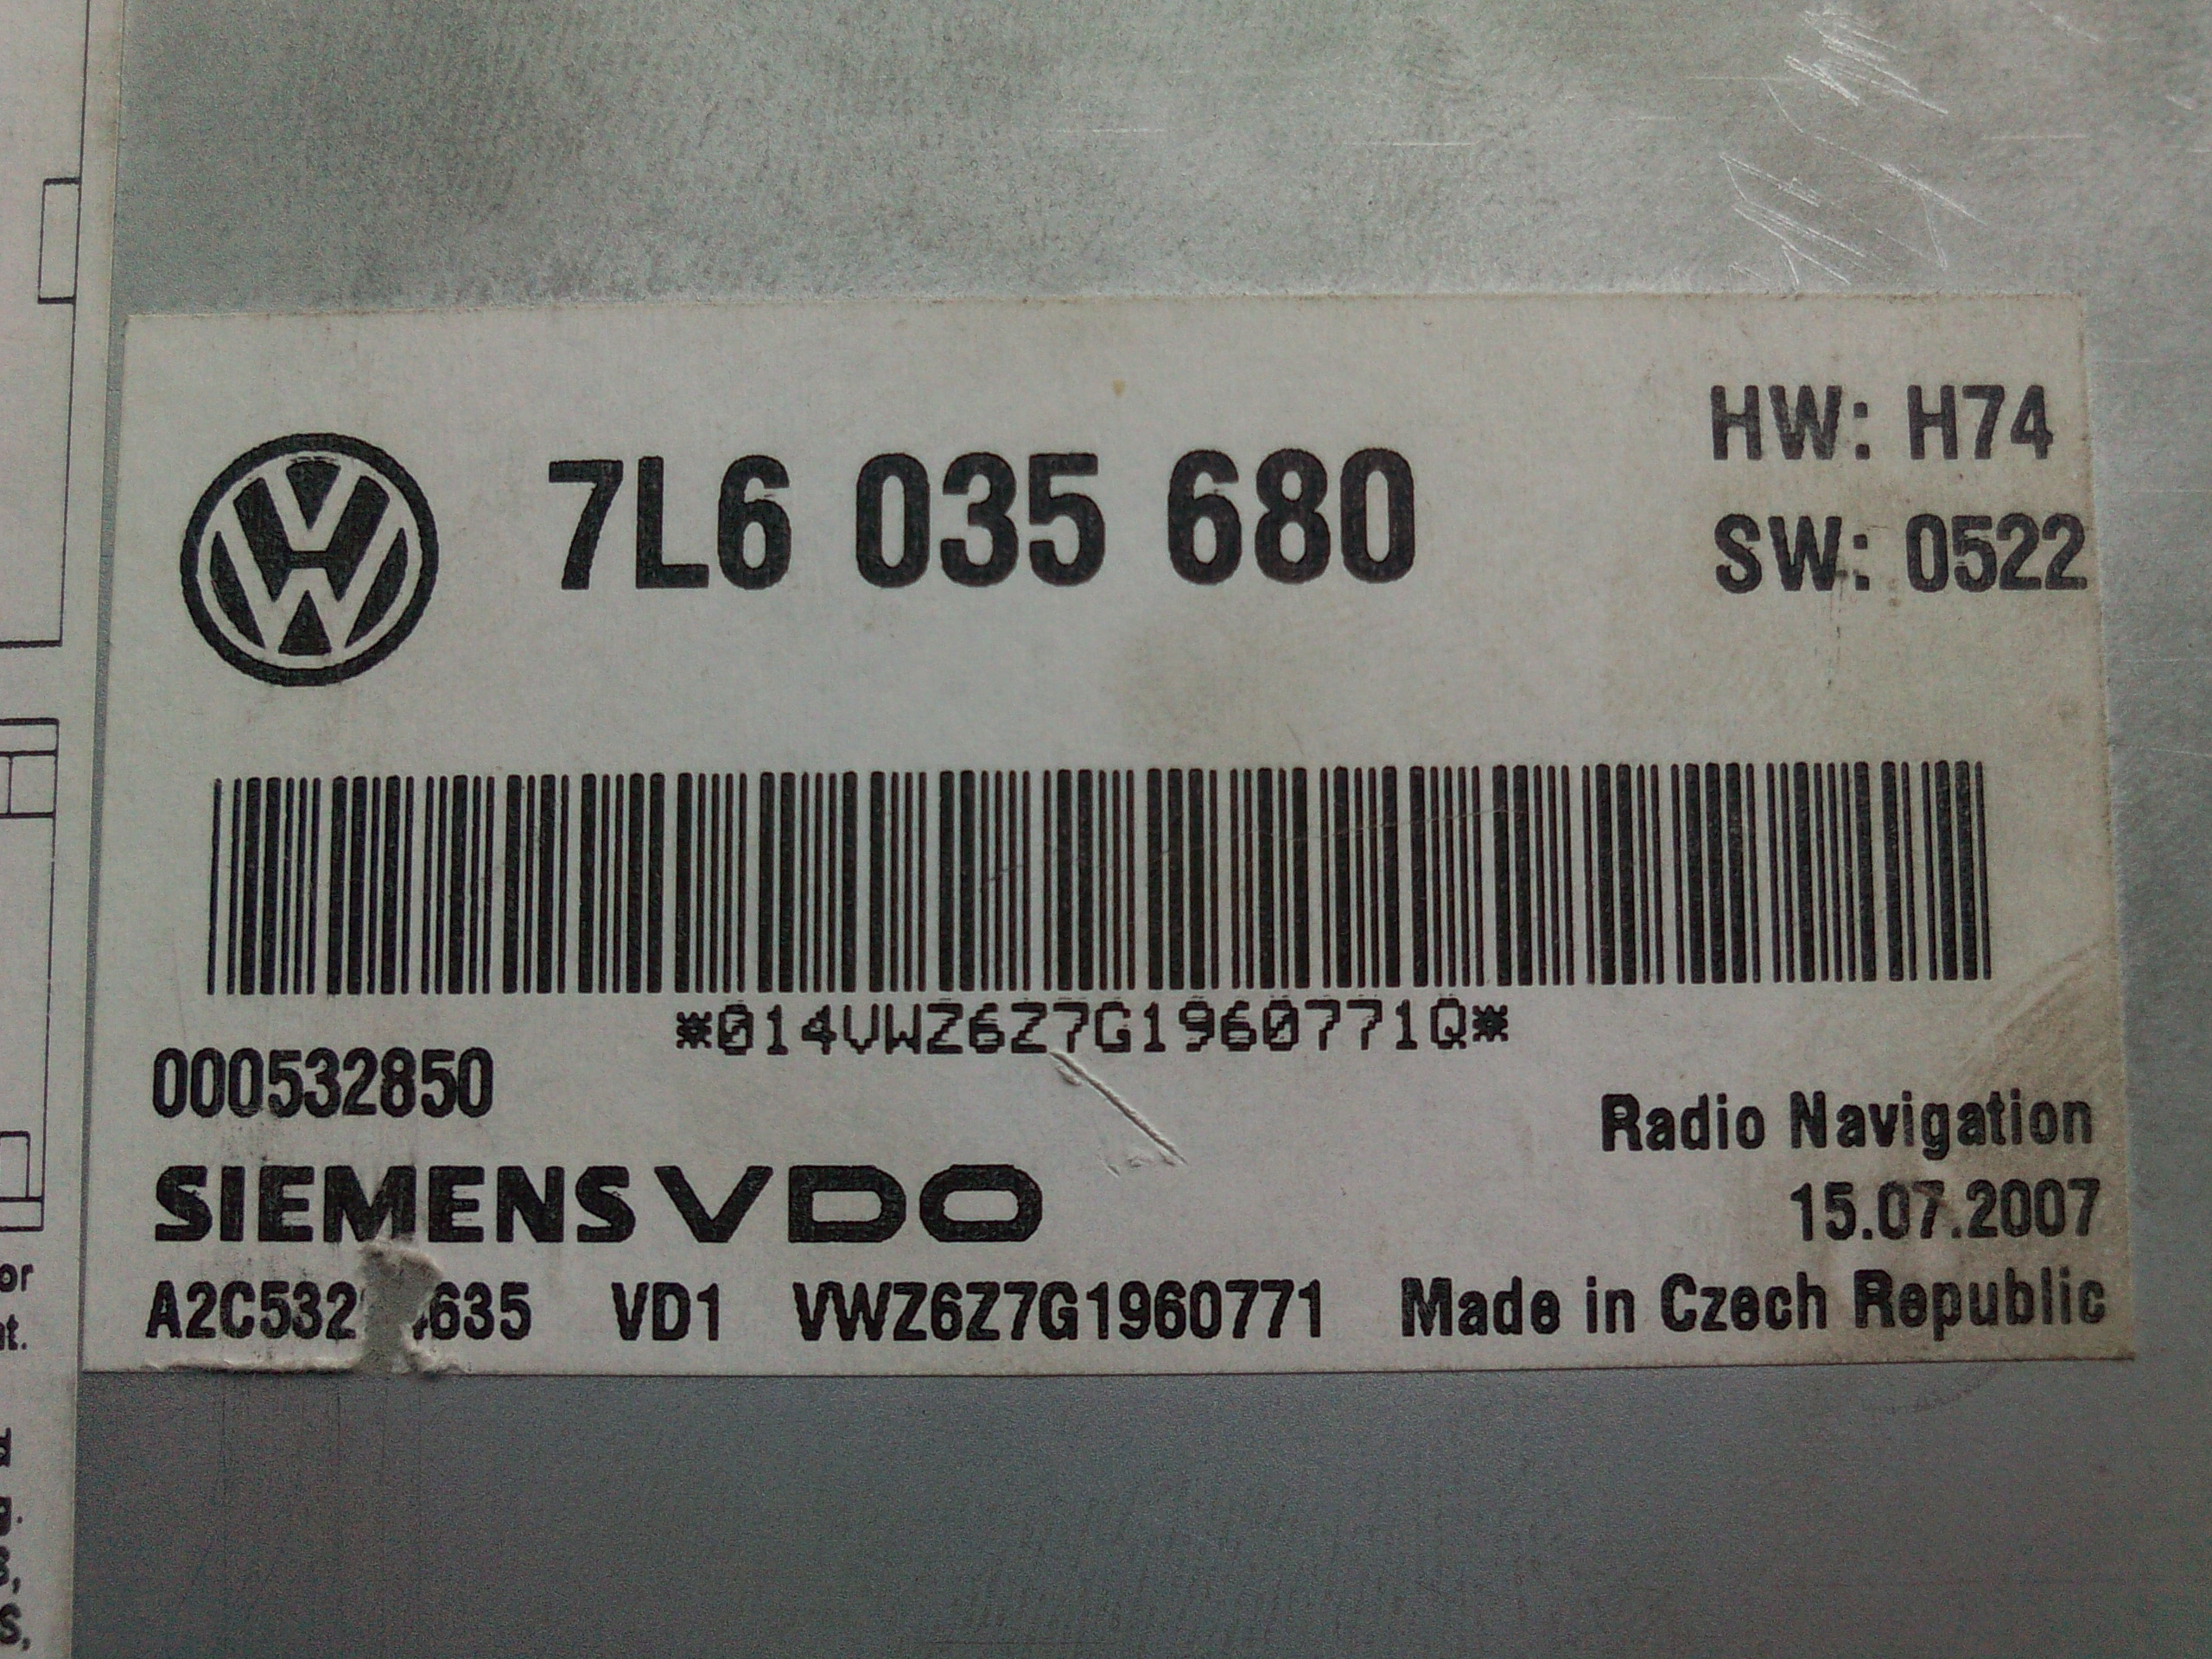 7L6 035 680
HW: H74
SW: 0522
*014VWZ6Z7G1960771Q*
000532850
Radio Navigation
SIEMENS VDO
15.07.2007
VD1 VWZ6Z7G1960771 Made in Czech Republic
or